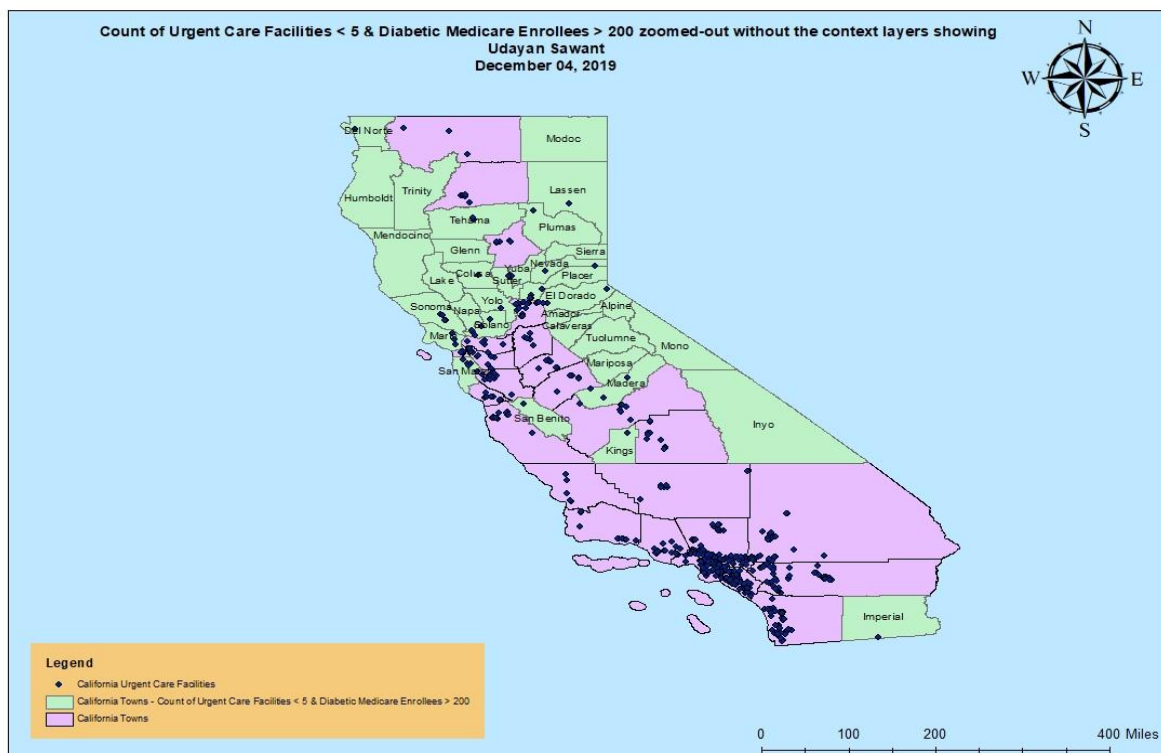 Count of Urgent Care Facilities < 5 & Diabetic Medicare Enrollees > 200 zoomed-out without the context layers showing
Udayan Sawant
December 04, 2019
N
W
E
S
Del Norte
Modoc
Humboldt
Trinity
Lassen
Tehama
Plumas
Mendocino
Glenn
Sierra
Nevada
Yuba
Colusa
Sutter
Placer
Lake
Yolo
El Dorado
Sonoma
Napa
Alpine
Amador
Solano
Calaveras
Tuolumne
Mono
Mariposa
Madera
San Benito
Inyo
Kings
Imperial
Legend
California Urgent Care Facilities
California Towns - Count of Urgent Care Facilities < 5 & Diabetic Medicare Enrollees > 200
California Towns
0 100 200 400 Miles